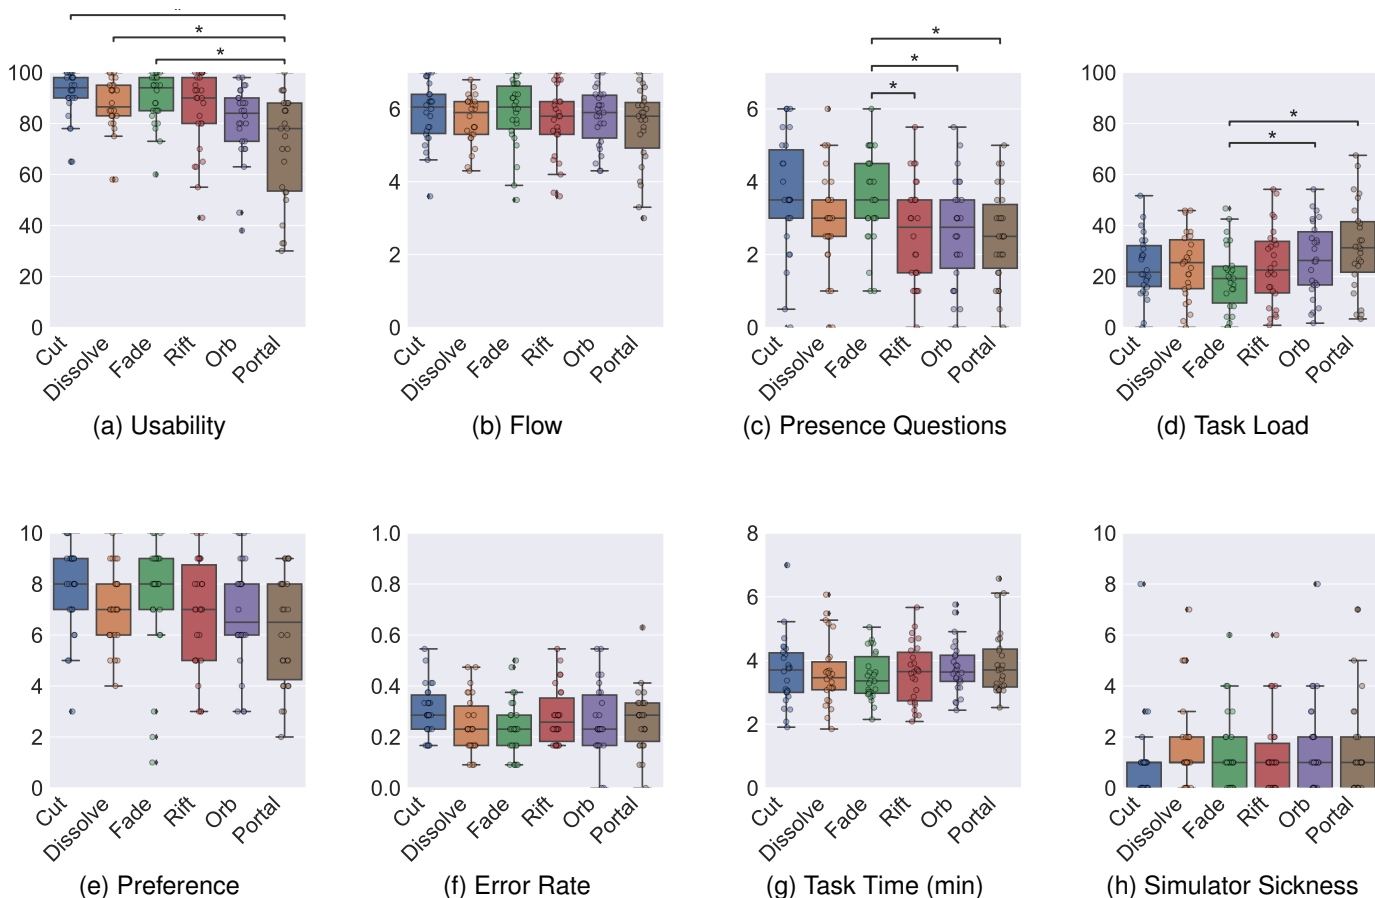 *
*
*
100
80
60
40
20
0
Cut
Dissolve
Fade
Rift
Orb
Portal
(a) Usability
6
4
2
0
Cut
Dissolve
Fade
Rift
Orb
Portal
(b) Flow
*
*
*
6
4
2
0
Cut
Dissolve
Fade
Rift
Orb
Portal
(c) Presence Questions
*
*
100
80
60
40
20
0
Cut
Dissolve
Fade
Rift
Orb
Portal
(d) Task Load
10
8
6
4
2
0
Cut
Dissolve
Fade
Rift
Orb
Portal
(e) Preference
1.0
0.8
0.6
0.4
0.2
0.0
Cut
Dissolve
Fade
Rift
Orb
Portal
(f) Error Rate
8
6
4
2
0
Cut
Dissolve
Fade
Rift
Orb
Portal
(g) Task Time (min)
10
8
6
4
2
0
Cut
Dissolve
Fade
Rift
Orb
Portal
(h) Simulator Sickness